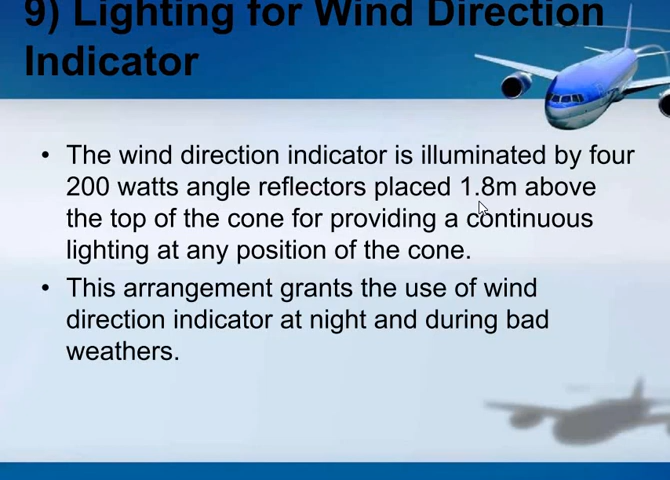 9) Lighting for Wind Direction
Indicator
• The wind direction indicator is illuminated by four
200 watts angle reflectors placed 1.8m above
the top of the cone for providing a continuous
lighting at any position of the cone.
• This arrangement grants the use of wind
direction indicator at night and during bad
weathers.